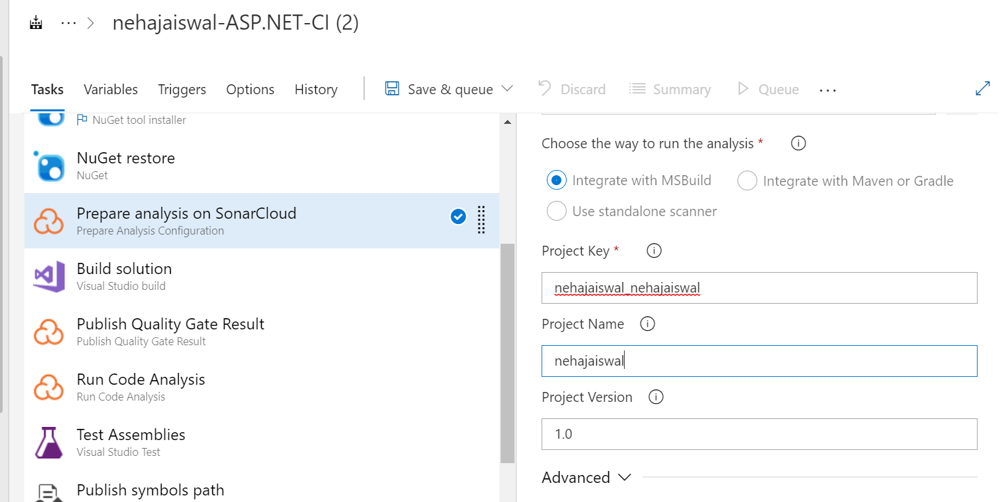 nehajaiswal-ASP.NET-CI (2)
Tasks Variables Triggers Options History Save & queue Discard Summary Queue ...
NuGet tool installer
NuGet restore
NuGet
Prepare analysis on SonarCloud
Prepare Analysis Configuration
Build solution
Visual Studio build
Publish Quality Gate Result
Publish Quality Gate Result
Run Code Analysis
Run Code Analysis
Test Assemblies
Visual Studio Test
Publish symbols path
Choose the way to run the analysis *
Integrate with MSBuild Integrate with Maven or Gradle
Use standalone scanner
Project Key *
nehajaiswal_nehajaiswal
Project Name
nehajaiswal
Project Version
1.0
Advanced